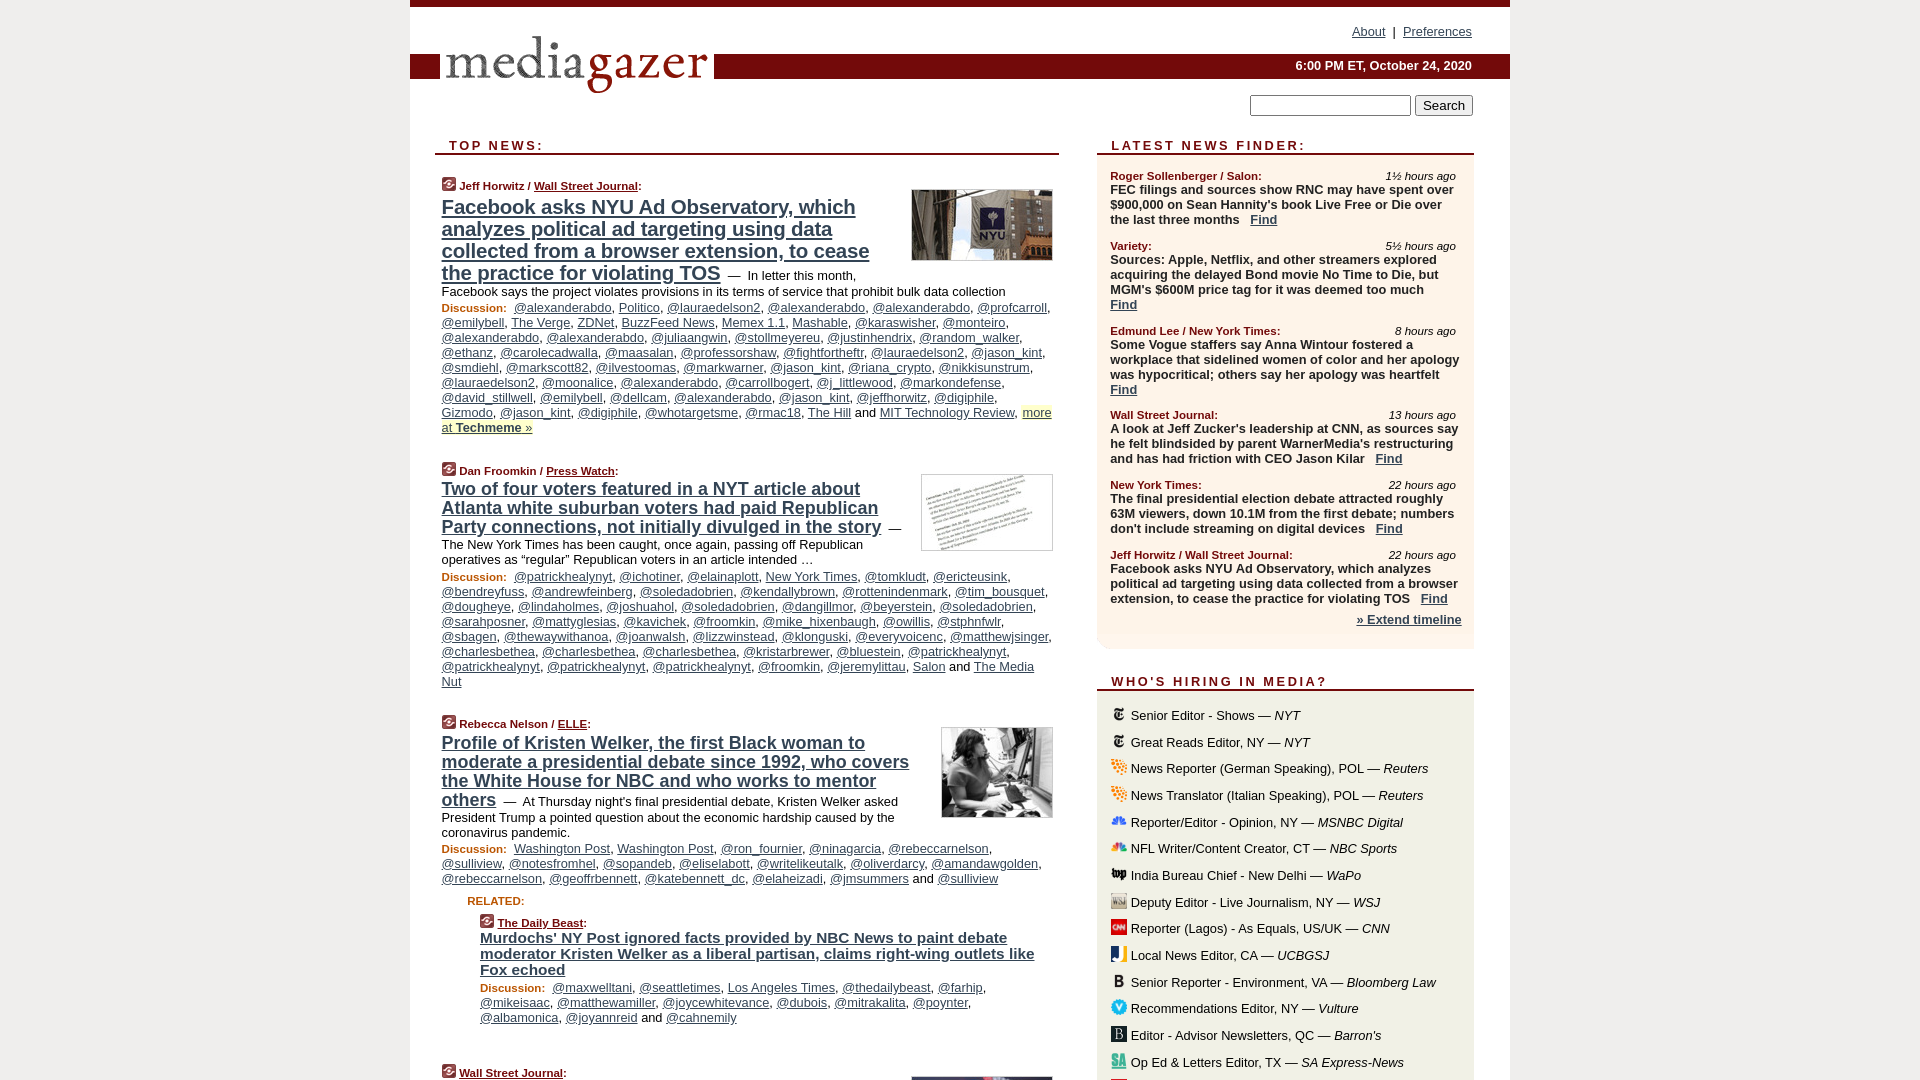 About | Preferences
mediagazer
6:00 PM ET, October 24, 2020
Search
TOP NEWS:
Jeff Horwitz / Wall Street Journal:
Facebook asks NYU Ad Observatory, which
analyzes political ad targeting using data
collected from a browser extension, to cease
the practice for violating TOS — In letter this month,
Facebook says the project violates provisions in its terms of service that prohibit bulk data collection
Discussion: @alexanderabdo, Politico, @lauraedelson2, @alexanderabdo, @alexanderabdo, @profcarroll,
@emilybell, The Verge, ZDNet, BuzzFeed News, Memex 1.1, Mashable, @karaswisher, @monteiro,
@alexanderabdo, @alexanderabdo, @juliaangwin, @stollmeyereu, @justinhendrix, @random_walker,
@ethanz, @carolecadwalla, @maasalan, @professorshaw, @fightfortheftr, @lauraedelson2, @jason_kint,
@smdiehl, @markscott82, @ilvestoomas, @markwarner, @jason_kint, @riana_crypto, @nikkisunstrum,
@lauraedelson2, @moonalice, @alexanderabdo, @carrollbogert, @j_littlewood, @markondefense,
@david_stillwell, @emilybell, @dellcam, @alexanderabdo, @jason_kint, @jeffhorwitz, @digiphile,
Gizmodo, @jason_kint, @digiphile, @whotargetsme, @rmac18, The Hill and MIT Technology Review, more
at Techmeme »
NYU
Dan Froomkin / Press Watch:
Two of four voters featured in a NYT article about
Atlanta white suburban voters had paid Republican
Party connections, not initially divulged in the story —
The New York Times has been caught, once again, passing off Republican
operatives as “regular” Republican voters in an article intended …
Discussion: @patrickhealynyt, @ichotiner, @elainaplott, New York Times, @tomkludt, @ericteusink,
@bendreyfuss, @andrewfeinberg, @soledadobrien, @kendallybrown, @rottenindenmark, @tim_bousquet,
@dougheye, @lindaholmes, @joshuahol, @soledadobrien, @dangillmor, @beyerstein, @soledadobrien,
@sarahposner, @mattyglesias, @kavichek, @froomkin, @mike_hixenbaugh, @owillis, @stphnfwlr,
@sbagen, @thewaywithanoa, @joanwalsh, @lizzwinstead, @klonguski, @everyvoicenc, @matthewjsinger,
@charlesbethea, @charlesbethea, @charlesbethea, @kristarbrewer, @bluestein, @patrickhealynyt,
@patrickhealynyt, @patrickhealynyt, @patrickhealynyt, @froomkin, @jeremylittau, Salon and The Media
Nut
Rebecca Nelson / ELLE:
Profile of Kristen Welker, the first Black woman to
moderate a presidential debate since 1992, who covers
the White House for NBC and who works to mentor
others — At Thursday night's final presidential debate, Kristen Welker asked
President Trump a pointed question about the economic hardship caused by the
coronavirus pandemic.
Discussion: Washington Post, Washington Post, @ron_fournier, @ninagarcia, @rebeccarnelson,
@sulliview, @notesfromhel, @sopandeb, @eliselabott, @writelikeutalk, @oliverdarcy, @amandawgolden,
@rebeccarnelson, @geoffrbennett, @katebennett_dc, @elaheizadi, @jmsummers and @sulliview
RELATED:
The Daily Beast:
Murdochs' NY Post ignored facts provided by NBC News to paint debate
moderator Kristen Welker as a liberal partisan, claims right-wing outlets like
Fox echoed
Discussion: @maxwelltani, @seattletimes, Los Angeles Times, @thedailybeast, @farhip,
@mikeisaac, @matthewamiller, @joycewhitevance, @dubois, @mitrakalita, @poynter,
@albamonica, @joyannreid and @cahnemily
Wall Street Journal:
LATEST NEWS FINDER:
Roger Sollenberger / Salon: 1½ hours ago
FEC filings and sources show RNC may have spent over
$900,000 on Sean Hannity's book Live Free or Die over
the last three months Find
Variety: 5½ hours ago
Sources: Apple, Netflix, and other streamers explored
acquiring the delayed Bond movie No Time to Die, but
MGM's $600M price tag for it was deemed too much
Find
Edmund Lee / New York Times: 8 hours ago
Some Vogue staffers say Anna Wintour fostered a
workplace that sidelined women of color and her apology
was hypocritical; others say her apology was heartfelt
Find
Wall Street Journal: 13 hours ago
A look at Jeff Zucker's leadership at CNN, as sources say
he felt blindsided by parent WarnerMedia's restructuring
and has had friction with CEO Jason Kilar Find
New York Times: 22 hours ago
The final presidential election debate attracted roughly
63M viewers, down 10.1M from the first debate; numbers
don't include streaming on digital devices Find
Jeff Horwitz / Wall Street Journal: 22 hours ago
Facebook asks NYU Ad Observatory, which analyzes
political ad targeting using data collected from a browser
extension, to cease the practice for violating TOS Find
» Extend timeline
WHO'S HIRING IN MEDIA?
Senior Editor - Shows — NYT
Great Reads Editor, NY — NYT
News Reporter (German Speaking), POL — Reuters
News Translator (Italian Speaking), POL — Reuters
Reporter/Editor - Opinion, NY — MSNBC Digital
NFL Writer/Content Creator, CT — NBC Sports
India Bureau Chief - New Delhi — WaPo
Deputy Editor - Live Journalism, NY — WSJ
Reporter (Lagos) - As Equals, US/UK — CNN
Local News Editor, CA — UCBGSJ
Senior Reporter - Environment, VA — Bloomberg Law
Recommendations Editor, NY — Vulture
Editor - Advisor Newsletters, QC — Barron's
Op Ed & Letters Editor, TX — SA Express-News